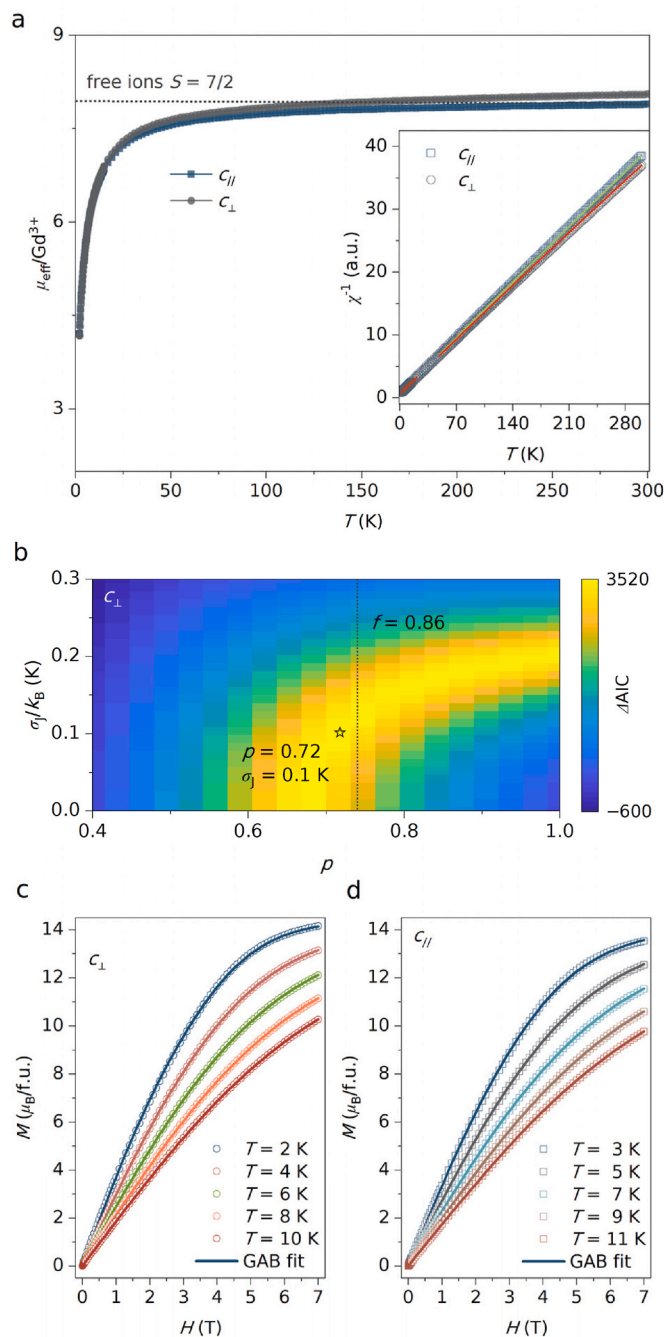 a
9
6
3
0
50
100
150
200
250
300
μeff/Gd3+
T (K)
free ions S = 7/2
c//
c⊥
40
30
20
10
0
0
70
140
210
280
χ-1 (a.u.)
T (K)
c//
c⊥
b
c⊥
0.3
0.2
0.1
0.0
σJ/kB (K)
0.4
0.6
0.8
1.0
p
f = 0.86
p = 0.72
σJ = 0.1 K
3520
ΔAIC
−600
c
c⊥
14
12
10
8
6
4
2
0
M (μB/f.u.)
T = 2 K
T = 4 K
T = 6 K
T = 8 K
T = 10 K
GAB fit
0 1 2 3 4 5 6 7
H (T)
d
c//
14
12
10
8
6
4
2
0
M (μB/f.u.)
T = 3 K
T = 5 K
T = 7 K
T = 9 K
T = 11 K
GAB fit
0 1 2 3 4 5 6 7
H (T)